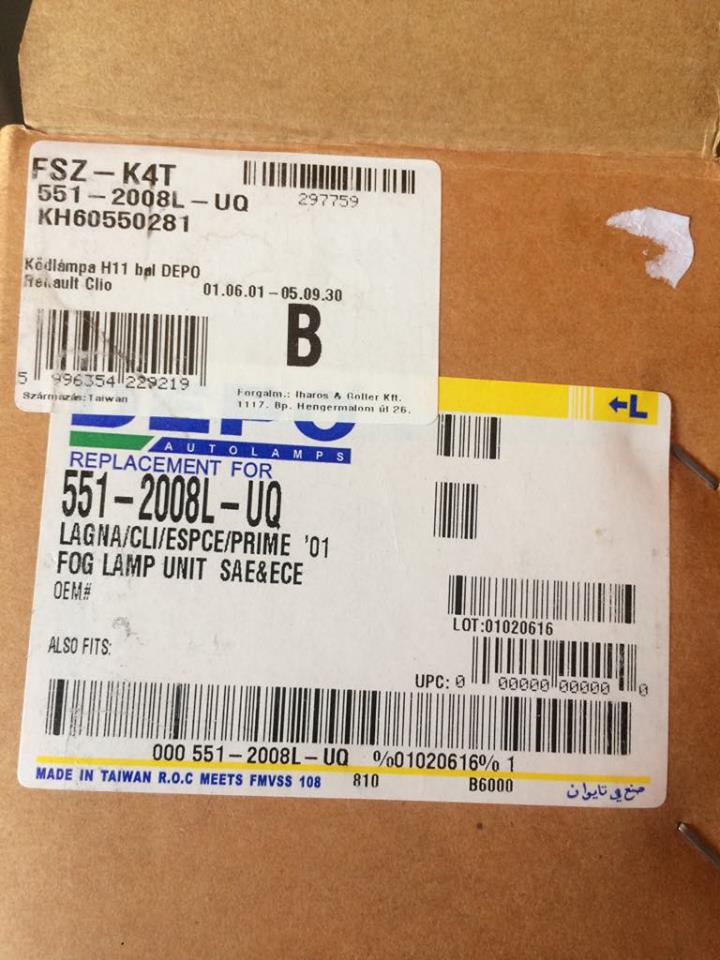 FSZ-K4T
297759
551-2008L-UQ
KH60550281
Ködlámpa H11 bal DEPO
Renault Clio
01.06.01-05.09.30
B
5 996354 229219
Származás: Taiwan
Forgalm.: Iharos & Goller Kft.
1117. Bp. Hengermalom út 26.
←L
DEPO
AUTOLAMPS
REPLACEMENT FOR
551-2008L-UQ
LAGNA/CLI/ESPCE/PRIME '01
FOG LAMP UNIT SAE&ECE
OEM#
LOT:01020616
ALSO FITS:
UPC: 0 00000 00000 0
000 551-2008L-UQ %01020616% 1
MADE IN TAIWAN R.O.C MEETS FMVSS 108 810 B6000 صنع في تايوان